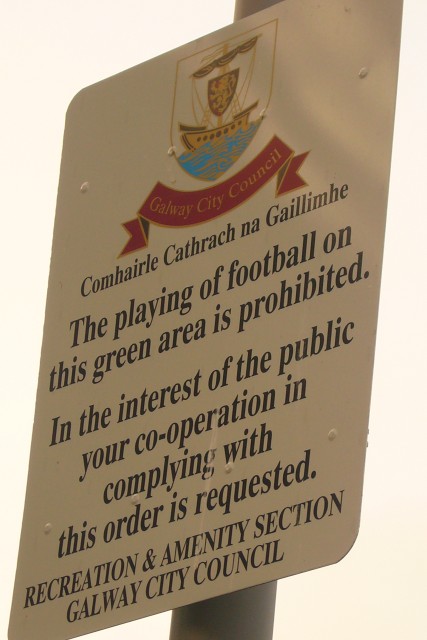 Galway City Council
Comhairle Cathrach na Gaillimhe
The playing of football on
this green area is prohibited.
In the interest of the public
your co-operation in
complying with
this order is requested.
RECREATION & AMENITY SECTION
GALWAY CITY COUNCIL